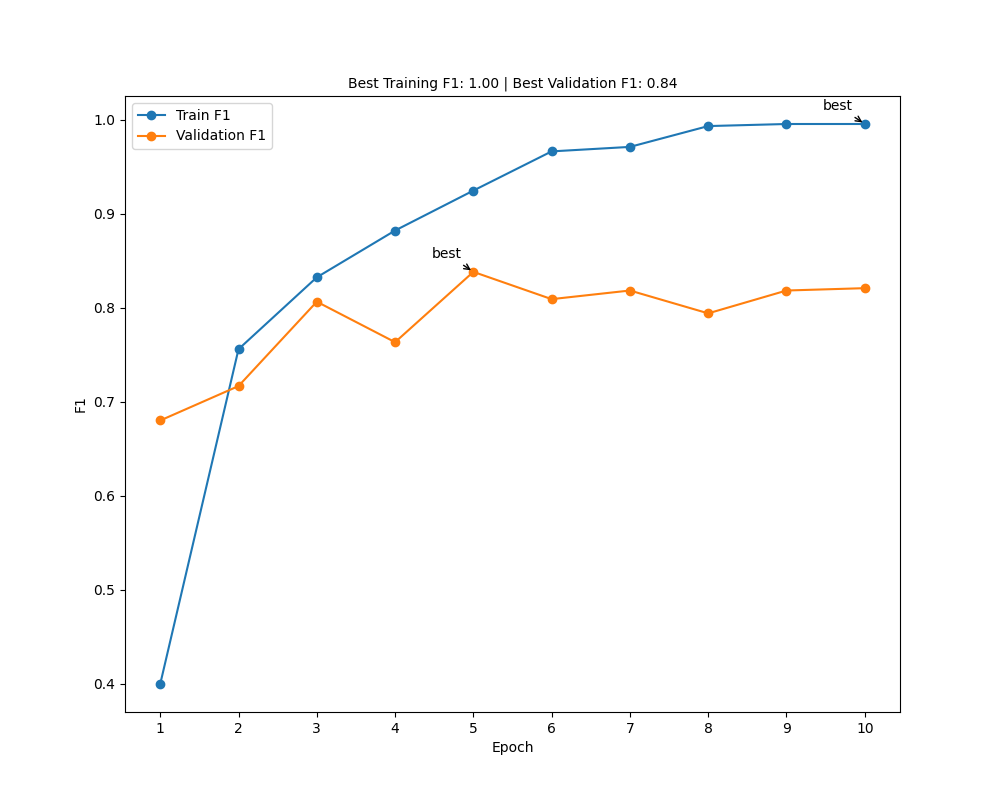 Best Training F1: 1.00 | Best Validation F1: 0.84
Train F1
Validation F1
best
best
F1
1.0
0.9
0.8
0.7
0.6
0.5
0.4
1 2 3 4 5 6 7 8 9 10
Epoch